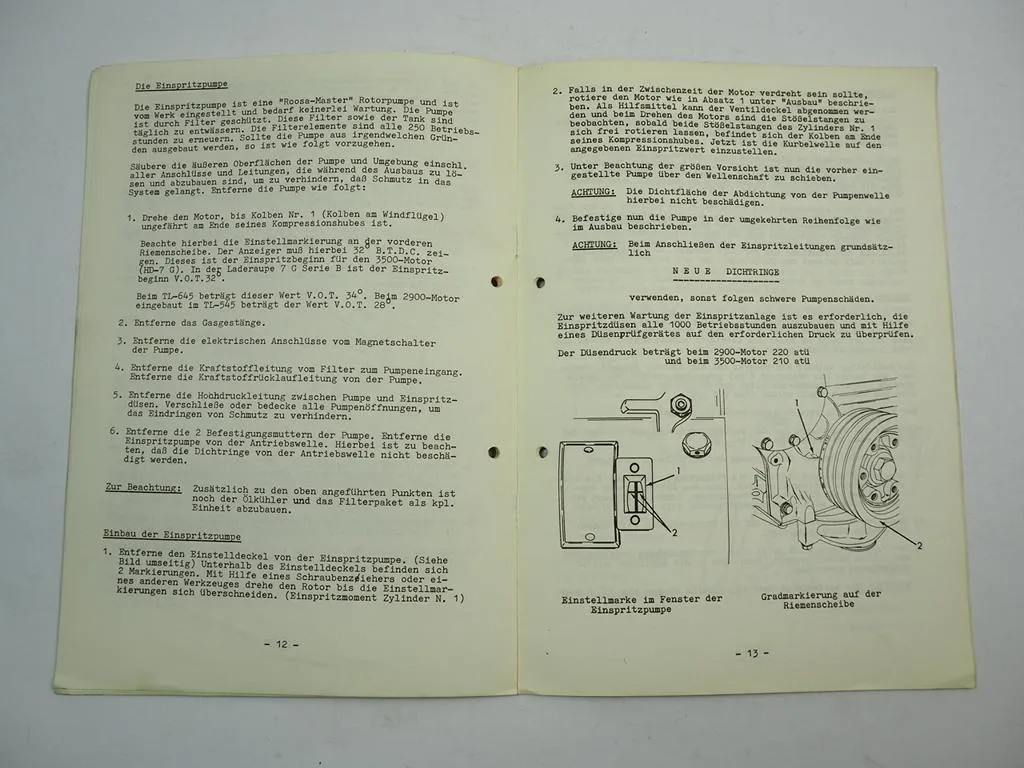 Die Einspritzpumpe
Die Einspritzpumpe ist eine "Roosa-Master" Rotorpumpe und ist
vom Werk eingestellt und bedarf keinerlei Wartung. Die Pumpe
ist durch Filter geschützt. Diese Filter sowie der Tank sind
täglich zu entwässern. Die Filterelemente sind alle 250 Betriebs-
stunden zu erneuern. Sollte die Pumpe aus irgendwelchen Grün-
den ausgebaut werden, so ist wie folgt vorzugehen.
Säubere die äußeren Oberflächen der Pumpe und Umgebung einschl.
aller Anschlüsse und Leitungen, die während des Ausbaus zu lö-
sen und abzubauen sind, um zu verhindern, daß Schmutz in das
System gelangt. Entferne die Pumpe wie folgt:
1. Drehe den Motor, bis Kolben Nr. 1 (Kolben am Windflügel)
ungefährt am Ende seines Kompressionshubes ist.
Beachte hierbei die Einstellmarkierung an der vorderen
Riemenscheibe. Der Anzeiger muß hierbei 32° B.T.D.C. zei-
gen. Dieses ist der Einspritzbeginn für den 3500-Motor
(HD-7 G). In der Laderaupe 7 G Serie B ist der Einspritz-
beginn V.O.T.32°.
Beim TL-645 beträgt dieser Wert V.O.T. 34°. Beim 2900-Motor
eingebaut im TL-545 beträgt der Wert V.O.T. 28°.
2. Entferne das Gasgestänge.
3. Entferne die elektrischen Anschlüsse vom Magnetschalter
der Pumpe.
4. Entferne die Kraftstoffleitung vom Filter zum Pumpeneingang.
Entferne die Kraftstoffrücklaufleitung von der Pumpe.
5. Entferne die Hochdruckleitung zwischen Pumpe und Einspritz-
düsen. Verschließe oder bedecke alle Pumpenöffnungen, um
das Eindringen von Schmutz zu verhindern.
6. Entferne die 2 Befestigungsmuttern der Pumpe. Entferne die
Einspritzpumpe von der Antriebswelle. Hierbei ist zu beach-
ten, daß die Dichtringe von der Antriebswelle nicht beschä-
digt werden.
Zur Beachtung: Zusätzlich zu den oben angeführten Punkten ist
noch der Ölkühler und das Filterpaket als kpl.
Einheit abzubauen.
Einbau der Einspritzpumpe
1. Entferne den Einstelldeckel von der Einspritzpumpe. (Siehe
Bild umseitig) Unterhalb des Einstelldeckels befinden sich
2 Markierungen. Mit Hilfe eines Schraubenziehers oder ei-
nes anderen Werkzeuges drehe den Rotor bis die Einstellmar-
kierungen sich überschneiden. (Einspritzmoment Zylinder N. 1)
- 12 -
2. Falls in der Zwischenzeit der Motor verdreht sein sollte,
rotiere den Motor wie in Absatz 1 unter "Ausbau" beschrie-
ben. Als Hilfsmittel kann der Ventildeckel abgenommen wer-
den und beim Drehen des Motors sind die Stößelstangen zu
beobachten, sobald beide Stößelstangen des Zylinders Nr. 1
sich frei rotieren lassen, befindet sich der Kolben am Ende
seines Kompressionshubes. Jetzt ist die Kurbelwelle auf den
angegebenen Einspritzwert einzustellen.
3. Unter Beachtung der größen Vorsicht ist nun die vorher ein-
gestellte Pumpe über den Wellenschaft zu schieben.
ACHTUNG: Die Dichtfläche der Abdichtung von der Pumpenwelle
hierbei nicht beschädigen.
4. Befestige nun die Pumpe in der umgekehrten Reihenfolge wie
im Ausbau beschrieben.
ACHTUNG: Beim Anschließen der Einspritzleitungen grundsätz-
lich
N E U E DICHTRINGE
verwenden, sonst folgen schwere Pumpenschäden.
Zur weiteren Wartung der Einspritzanlage ist es erforderlich, die
Einspritzdüsen alle 1000 Betriebsstunden auszubauen und mit Hilfe
eines Düsenprüfgerätes auf den erforderlichen Druck zu überprüfen.
Der Düsendruck beträgt beim 2900-Motor 220 atü
und beim 3500-Motor 210 atü
1
2
1
2
Einstellmarke im Fenster der
Einspritzpumpe
Gradmarkierung auf der
Riemenscheibe
- 13 -